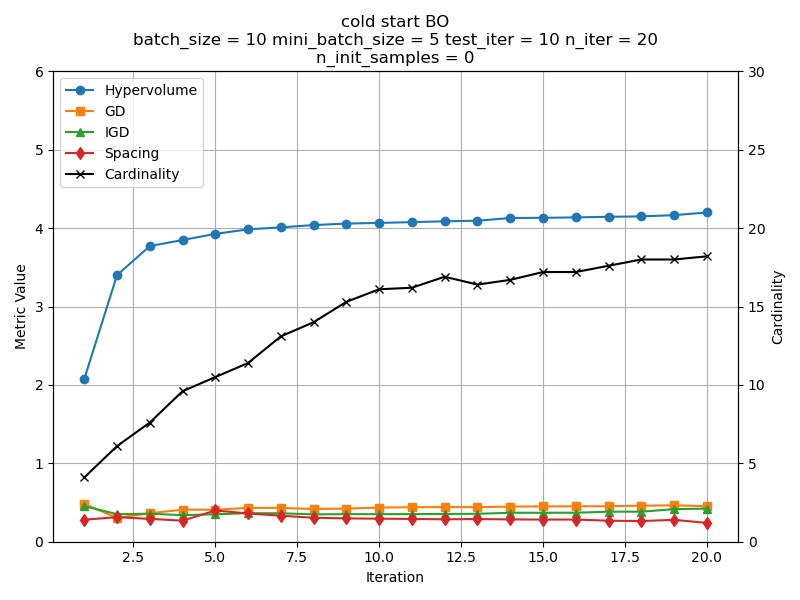 cold start BO
batch_size = 10 mini_batch_size = 5 test_iter = 10 n_iter = 20
n_init_samples = 0
Hypervolume
GD
IGD
Spacing
Cardinality
Metric Value
6
5
4
3
2
1
0
30
25
20
15
10
5
0
Cardinality
2.5 5.0 7.5 10.0 12.5 15.0 17.5 20.0
Iteration